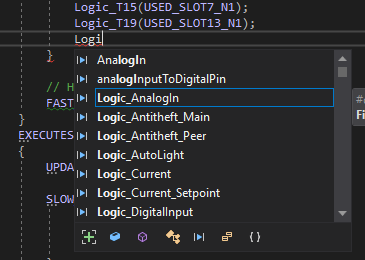 Logic_T15(USED_SLOT7_N1);
Logic_T19(USED_SLOT13_N1);
Logi
}
AnalogIn
analogInputToDigitalPin
Logic_AnalogIn
Logic_Antitheft_Main
Logic_Antitheft_Peer
Logic_AutoLight
Logic_Current
Logic_Current_Setpoint
Logic_DigitalInput
// H
FAST
}
EXECUTES
{
UPDA
SLOW
#
Fi